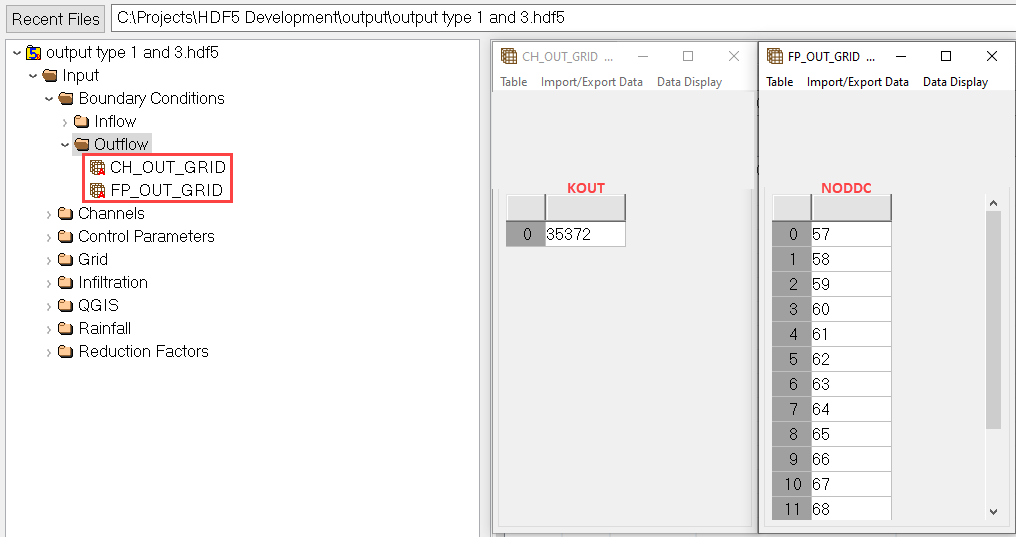 Recent Files
C:\Projects\HDF5 Development\output\output type 1 and 3.hdf5
output type 1 and 3.hdf5
Input
Boundary Conditions
Inflow
Outflow
CH_OUT_GRID
FP_OUT_GRID
Channels
Control Parameters
Grid
Infiltration
QGIS
Rainfall
Reduction Factors
CH_OUT_GRID ...
Table Import/Export Data Data Display
KOUT
0 35372
FP_OUT_GRID ...
Table Import/Export Data Data Display
NODDC
0 57
1 58
2 59
3 60
4 61
5 62
6 63
7 64
8 65
9 66
10 67
11 68